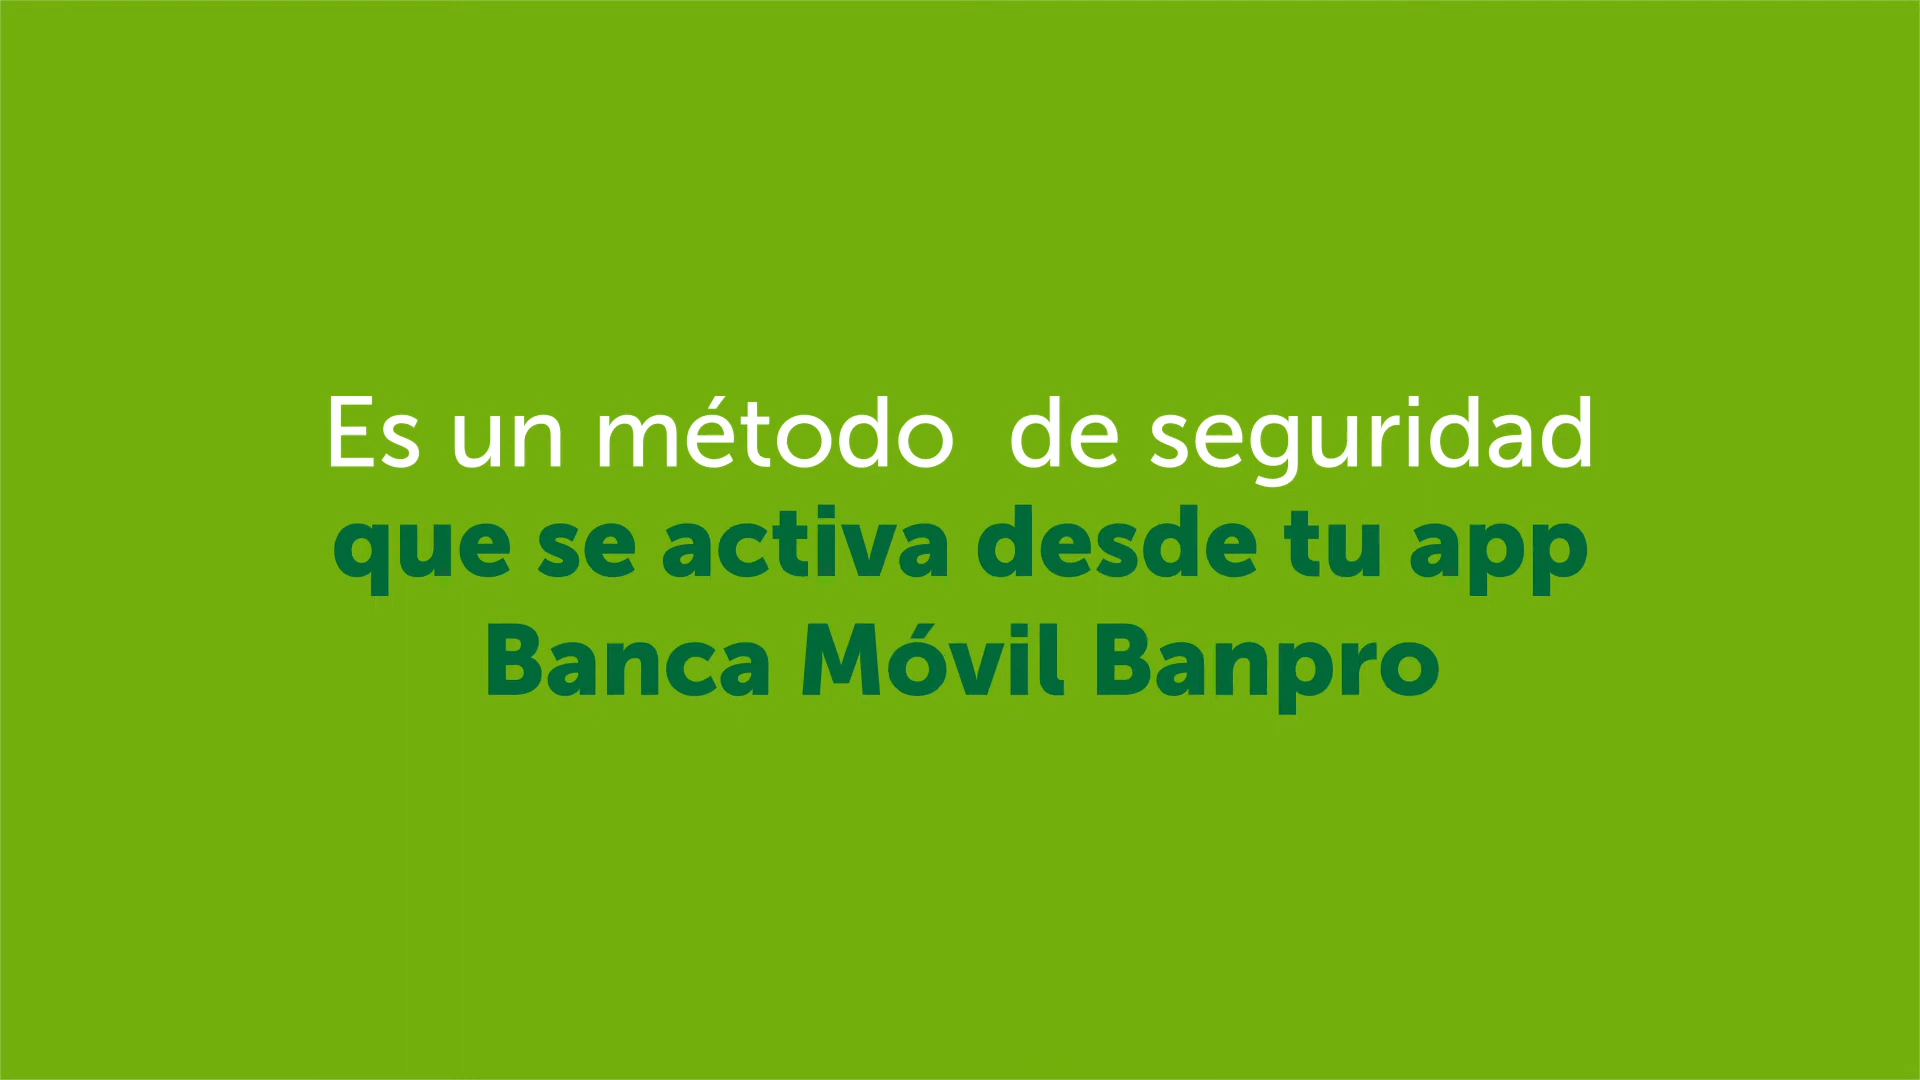 Es un método  de seguridad
que se activa desde tu app
Banca Móvil Banpro